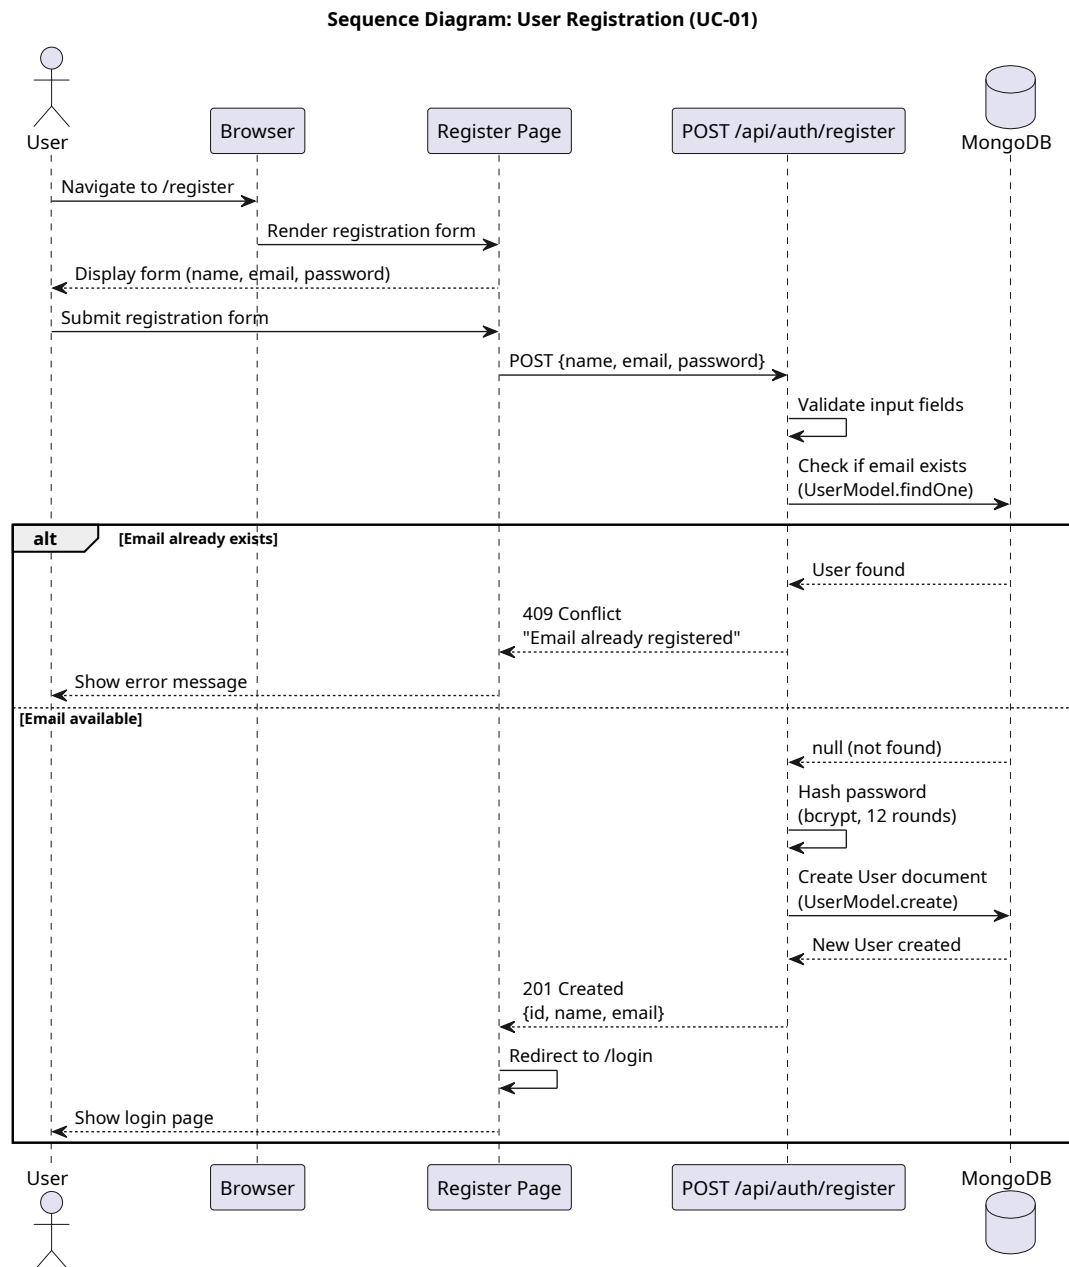 Sequence Diagram: User Registration (UC-01)
User
Browser
Register Page
POST /api/auth/register
MongoDB
Navigate to /register
Render registration form
Display form (name, email, password)
Submit registration form
POST {name, email, password}
Validate input fields
Check if email exists
(UserModel.findOne)
alt
[Email already exists]
User found
409 Conflict
"Email already registered"
Show error message
[Email available]
null (not found)
Hash password
(bcrypt, 12 rounds)
Create User document
(UserModel.create)
New User created
201 Created
{id, name, email}
Redirect to /login
Show login page
User
Browser
Register Page
POST /api/auth/register
MongoDB